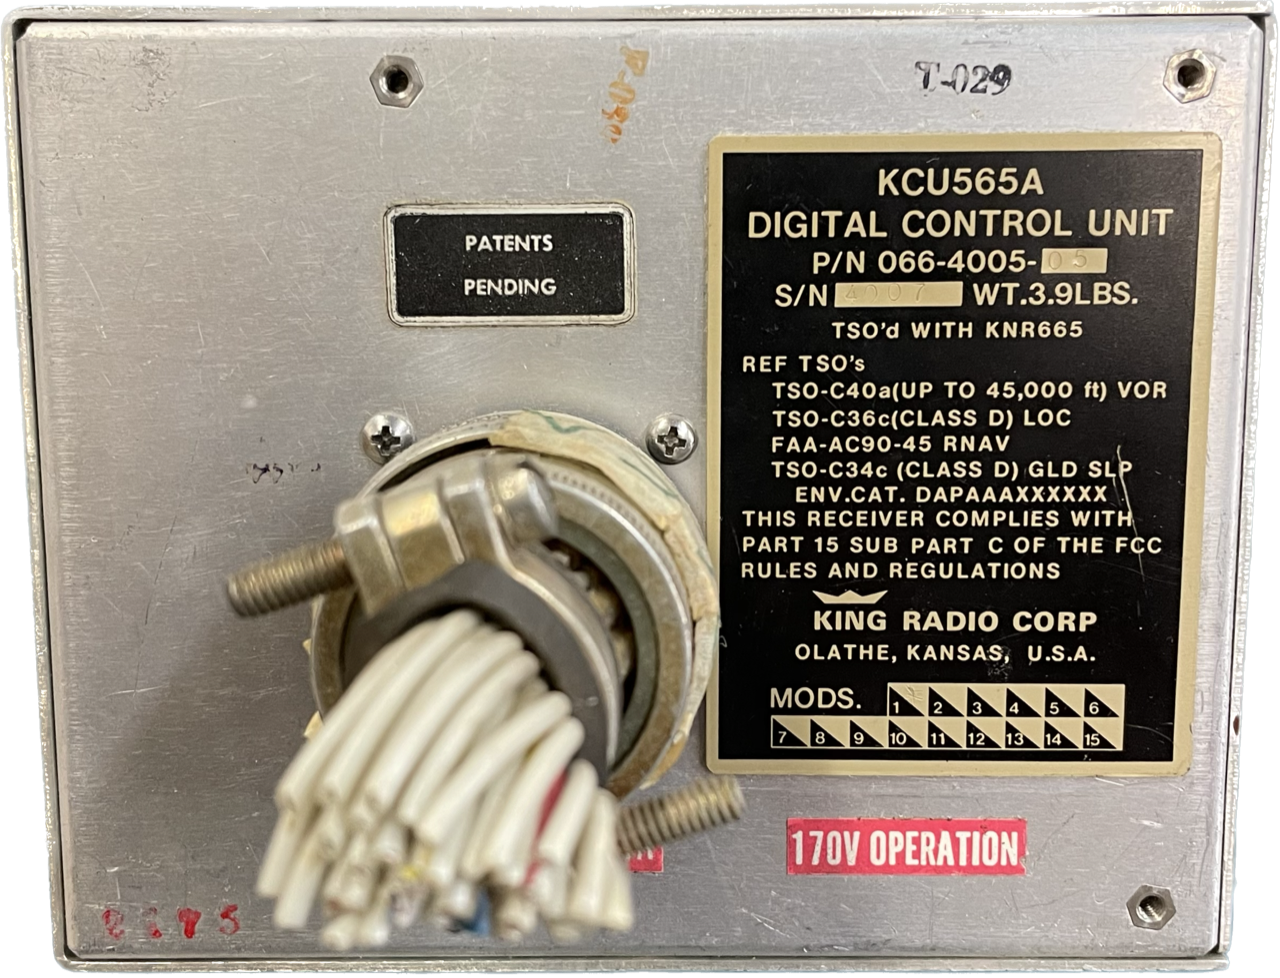 T-029
PATENTS
PENDING
KCU565A
DIGITAL CONTROL UNIT
P/N 066-4005-05
S/N 4007 WT.3.9LBS.
TSO'd WITH KNR665
REF TSO's
TSO-C40a(UP TO 45,000 ft) VOR
TSO-C36c(CLASS D) LOC
FAA-AC90-45 RNAV
TSO-C34c (CLASS D) GLD SLP
ENV.CAT. DAPAAAXXXXXX
THIS RECEIVER COMPLIES WITH
PART 15 SUB PART C OF THE FCC
RULES AND REGULATIONS
KING RADIO CORP
OLATHE, KANSAS, U.S.A.
MODS. 1 2 3 4 5 6
7 8 9 10 11 12 13 14 15
170V OPERATION